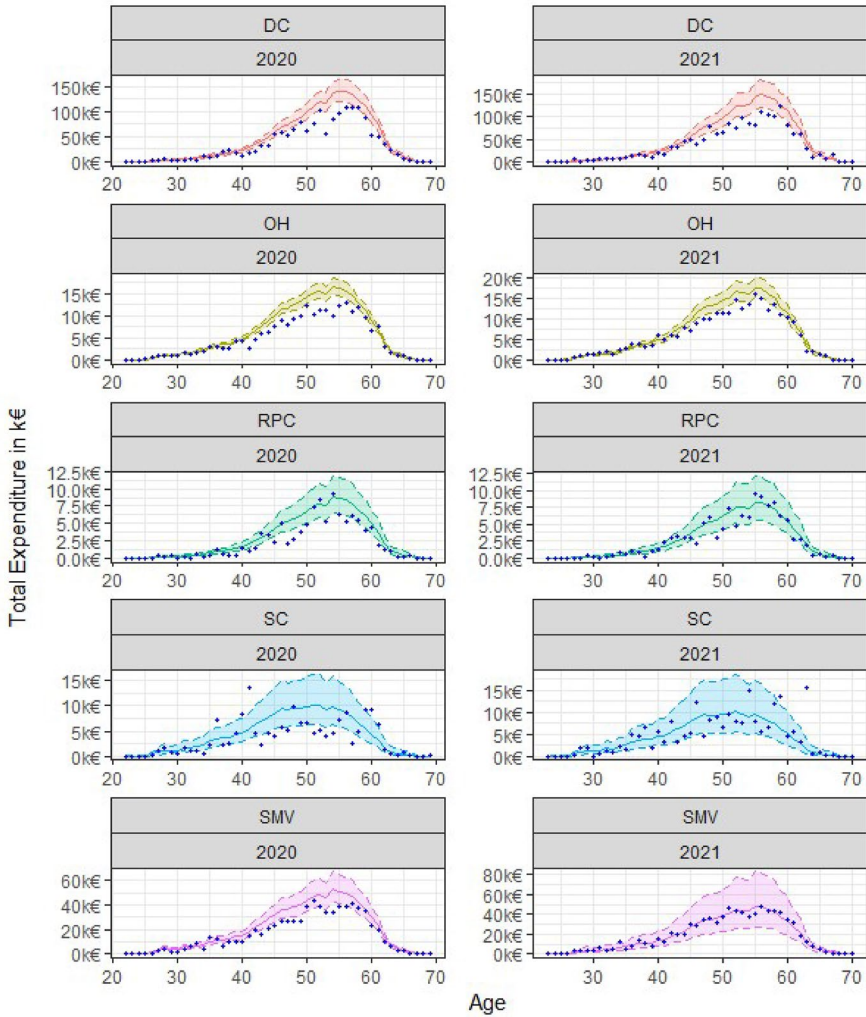 DC
DC
2020
2021
150k€
100k€
50k€
0k€
20 30 40 50 60 70
150k€
100k€
50k€
0k€
30 40 50 60 70
OH
OH
2020
2021
15k€
10k€
5k€
0k€
20 30 40 50 60 70
20k€
15k€
10k€
5k€
0k€
30 40 50 60 70
RPC
RPC
2020
2021
12.5k€
10.0k€
7.5k€
5.0k€
2.5k€
0.0k€
20 30 40 50 60 70
12.5k€
10.0k€
7.5k€
5.0k€
2.5k€
0.0k€
30 40 50 60 70
SC
SC
2020
2021
15k€
10k€
5k€
0k€
20 30 40 50 60 70
15k€
10k€
5k€
0k€
30 40 50 60 70
SMV
SMV
2020
2021
60k€
40k€
20k€
0k€
20 30 40 50 60 70
80k€
60k€
40k€
20k€
0k€
30 40 50 60 70
Total Expenditure in k€
Age